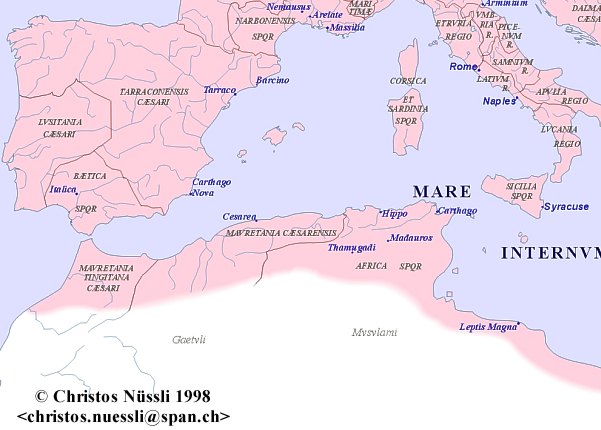 Nemausus
Arelate
Massilia
NARBONENSIS
SPQR
MARI
TIMÆ
Arminium
VMB
RIA
R.
ETRVRIA
REGIO
PICE-
NVM
R.
SAMNIVM
R.
DALMA
CÆSA
Rome
LATIVM
R.
Naples
APVLIA
REGIO
LVCANIA
REGIO
CORSICA
ET
SARDINIA
SPQR
Barcino
Tarraco
TARRACONENSIS
CÆSARI
LVSITANIA
CÆSARI
BÆTICA
Italica
SPQR
Carthago
Nova
MARE
INTERNVM
SICILIA
SPQR
Syracuse
Cesarea
Hippo
Carthago
MAVRETANIA CÆSARENSIS
Thamugadi
Madauros
AFRICA SPQR
MAVRETANIA
TINGITANA
CÆSARI
Leptis Magna
Gaetvli
Mvsvlami
© Christos Nüssli 1998
<christos.nuessli@span.ch>